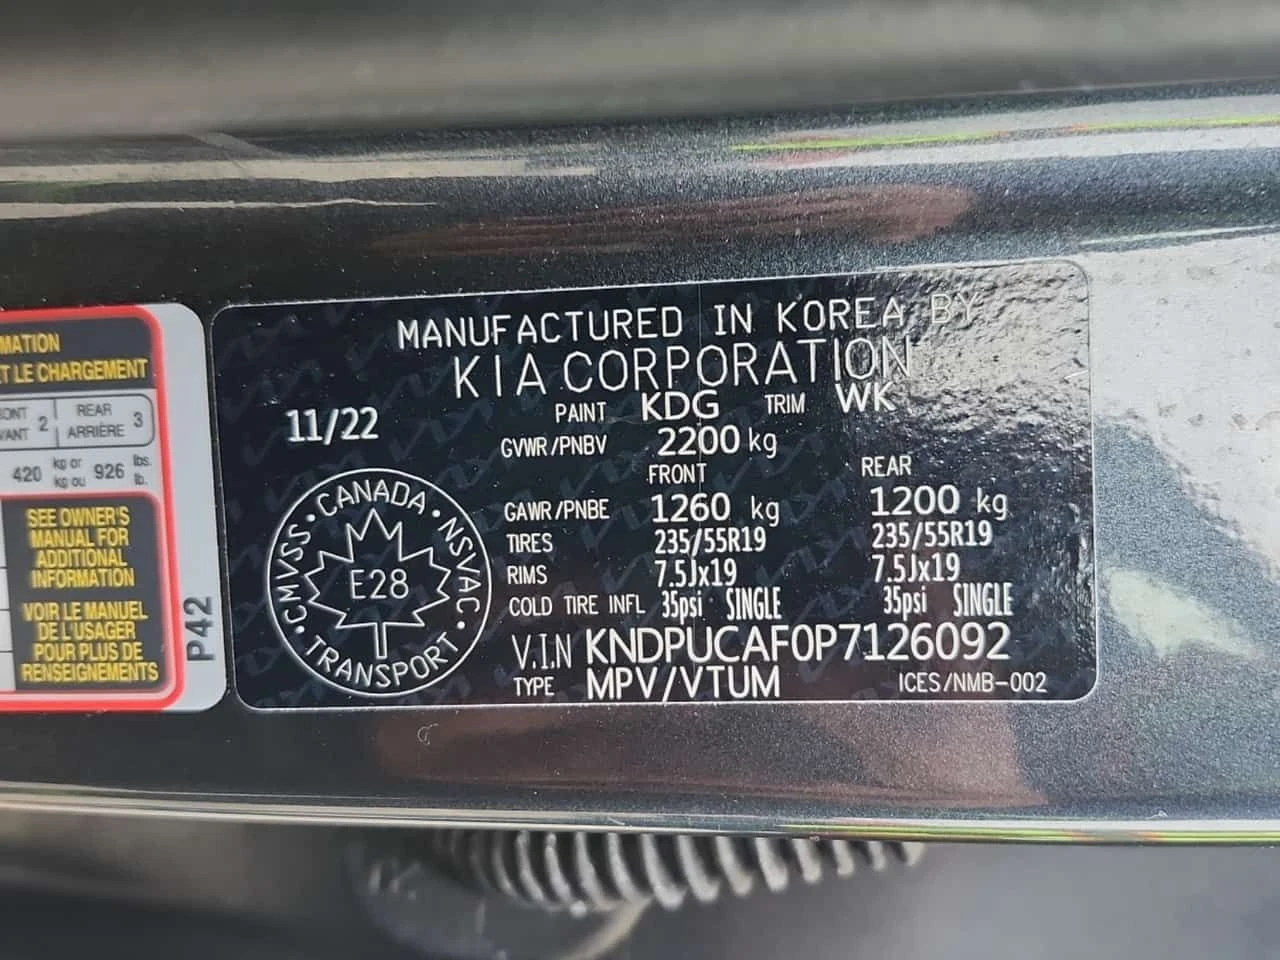 MATION
ET LE CHARGEMENT
2
REAR
ARRIÈRE 3
420 kg or
kg ou 926 lbs.
lb.
SEE OWNER'S
MANUAL FOR
ADDITIONAL
INFORMATION
VOIR LE MANUEL
DE L'USAGER
POUR PLUS DE
RENSEIGNEMENTS
P42
MANUFACTURED IN KOREA BY
KIA CORPORATION
11/22
PAINT KDG TRIM WK
GVWR/PNBV 2200 kg
FRONT REAR
GAWR/PNBE 1260 kg 1200 kg
TIRES 235/55R19 235/55R19
RIMS 7.5Jx19 7.5Jx19
COLD TIRE INFL 35psi SINGLE 35psi SINGLE
V.I.N KNDPUCAF0P7126092
TYPE MPV/VTUM ICES/NMB-002
CMVSS • CANADA • NSVAC • TRANSPORT •
E28